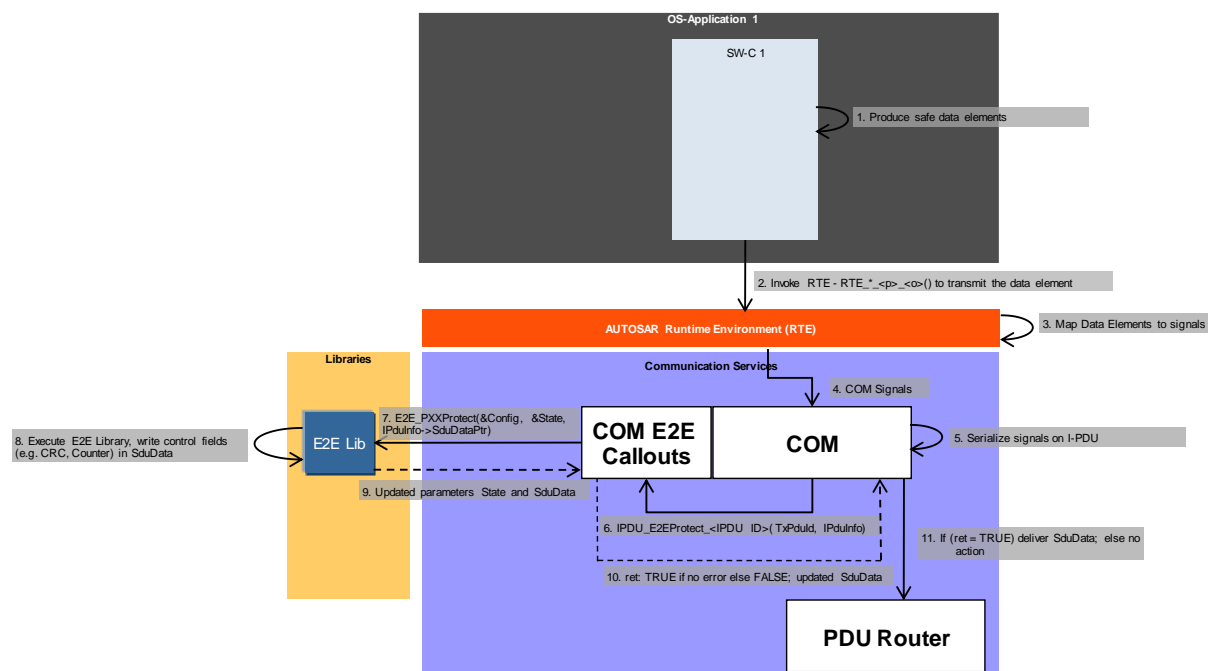 OS-Application 1
SW-C 1
1. Produce safe data elements
2. Invoke RTE - RTE_*_<p>_<o>() to transmit the data element
AUTOSAR Runtime Environment (RTE)
3. Map Data Elements to signals
Libraries
Communication Services
4. COM Signals
7. E2E_PXXProtect(&Config, &State,
IPduInfo->SduDataPtr)
8. Execute E2E Library, write control fields
(e.g. CRC, Counter) in SduData
E2E Lib
COM E2E
Callouts
COM
5. Serialize signals on I-PDU
9. Updated parameters State and SduData
6. IPDU_E2EProtect_<IPDU ID>( TxPduId, IPduInfo)
11. If (ret = TRUE) deliver SduData; else no
action
10. ret: TRUE if no error else FALSE; updated SduData
PDU Router